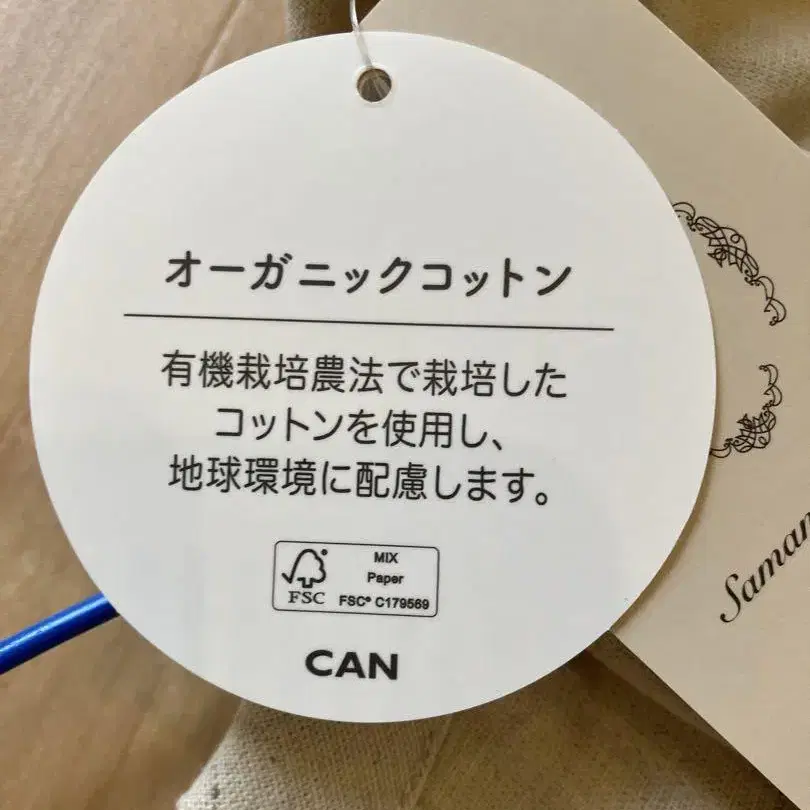 オーガニックコットン
有機栽培農法で栽培した
コットンを使用し、
地球環境に配慮します。
MIX
Paper
FSC® C179569
FSC
CAN